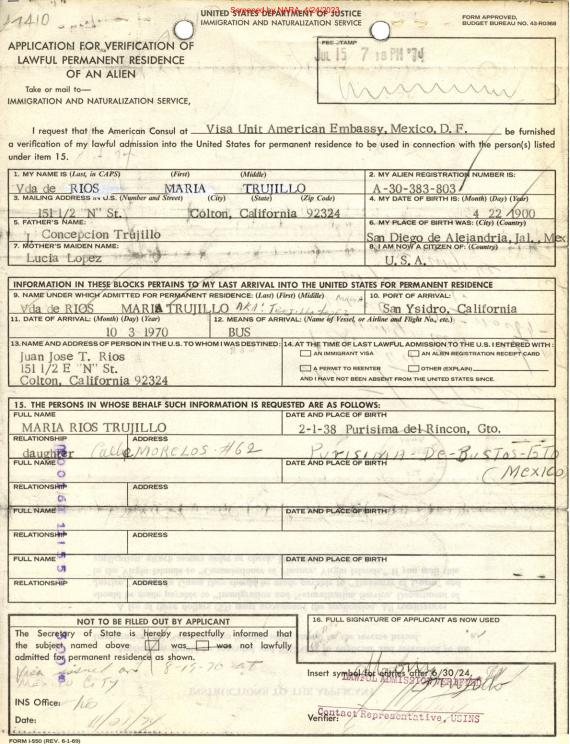 Screened by NARA, 4/24/2023
UNITED STATES DEPARTMENT OF JUSTICE
IMMIGRATION AND NATURALIZATION SERVICE
FORM APPROVED,
BUDGET BUREAU NO. 43-R0368
APPLICATION FOR VERIFICATION OF
LAWFUL PERMANENT RESIDENCE
OF AN ALIEN
FEE STAMP
JUL 15 7 18 PM '74
Take or mail to—
IMMIGRATION AND NATURALIZATION SERVICE,
I request that the American Consul at Visa Unit American Embassy, Mexico, D. F. be furnished
a verification of my lawful admission into the United States for permanent residence to be used in connection with the person(s) listed
under item 15.
1. MY NAME IS (Last, in CAPS) (First) (Middle)
Vda de RIOS MARIA TRUJILLO
2. MY ALIEN REGISTRATION NUMBER IS:
A-30-383-803
3. MAILING ADDRESS IN U.S. (Number and Street) (City) (State) (Zip Code)
151 1/2 "N" St. Colton, California 92324
4. MY DATE OF BIRTH IS: (Month) (Day) (Year)
4 22 1900
5. FATHER'S NAME:
Concepcion Trujillo
6. MY PLACE OF BIRTH WAS: (City) (Country)
San Diego de Alejandria, Jal., Mex
7. MOTHER'S MAIDEN NAME:
Lucia Lopez
8. I AM NOW A CITIZEN OF: (Country)
U. S. A.
INFORMATION IN THESE BLOCKS PERTAINS TO MY LAST ARRIVAL INTO THE UNITED STATES FOR PERMANENT RESIDENCE
9. NAME UNDER WHICH ADMITTED FOR PERMANENT RESIDENCE: (Last) (First) (Middle)
Vda de RIOS MARIA TRUJILLO AKA:
10. PORT OF ARRIVAL:
San Ysidro, California
11. DATE OF ARRIVAL: (Month) (Day) (Year)
10 3 1970
12. MEANS OF ARRIVAL: (Name of Vessel, or Airline and Flight No., etc.)
BUS
13. NAME AND ADDRESS OF PERSON IN THE U.S. TO WHOM I WAS DESTINED:
Juan Jose T. Rios
151 1/2 E "N" St.
Colton, California 92324
14. AT THE TIME OF LAST LAWFUL ADMISSION TO THE U.S. I ENTERED WITH:
AN IMMIGRANT VISA AN ALIEN REGISTRATION RECEIPT CARD
A PERMIT TO REENTER OTHER (EXPLAIN)
AND I HAVE NOT BEEN ABSENT FROM THE UNITED STATES SINCE.
15. THE PERSONS IN WHOSE BEHALF SUCH INFORMATION IS REQUESTED ARE AS FOLLOWS:
FULL NAME DATE AND PLACE OF BIRTH
MARIA RIOS TRUJILLO 2-1-38 Purisima del Rincon, Gto.
RELATIONSHIP ADDRESS
daughter Calle MORELOS #62 PURISIMA-DE-BUSTOS-GTO
(MEXICO)
FULL NAME DATE AND PLACE OF BIRTH
RELATIONSHIP ADDRESS
FULL NAME DATE AND PLACE OF BIRTH
RELATIONSHIP ADDRESS
FULL NAME DATE AND PLACE OF BIRTH
RELATIONSHIP ADDRESS
NOT TO BE FILLED OUT BY APPLICANT
The Secretary of State is hereby respectfully informed that
the subject named above was was not lawfully
admitted for permanent residence as shown.
Visa issued on 8-19-70 at
MEXICO CITY
INS Office:
Date:
16. FULL SIGNATURE OF APPLICANT AS NOW USED
Insert symbol for entries after 6/30/24,
LAWFUL ADMISSION VERIFIED
Verifier:
Contact Representative, USINS
FORM I-550 (REV. 6-1-69)